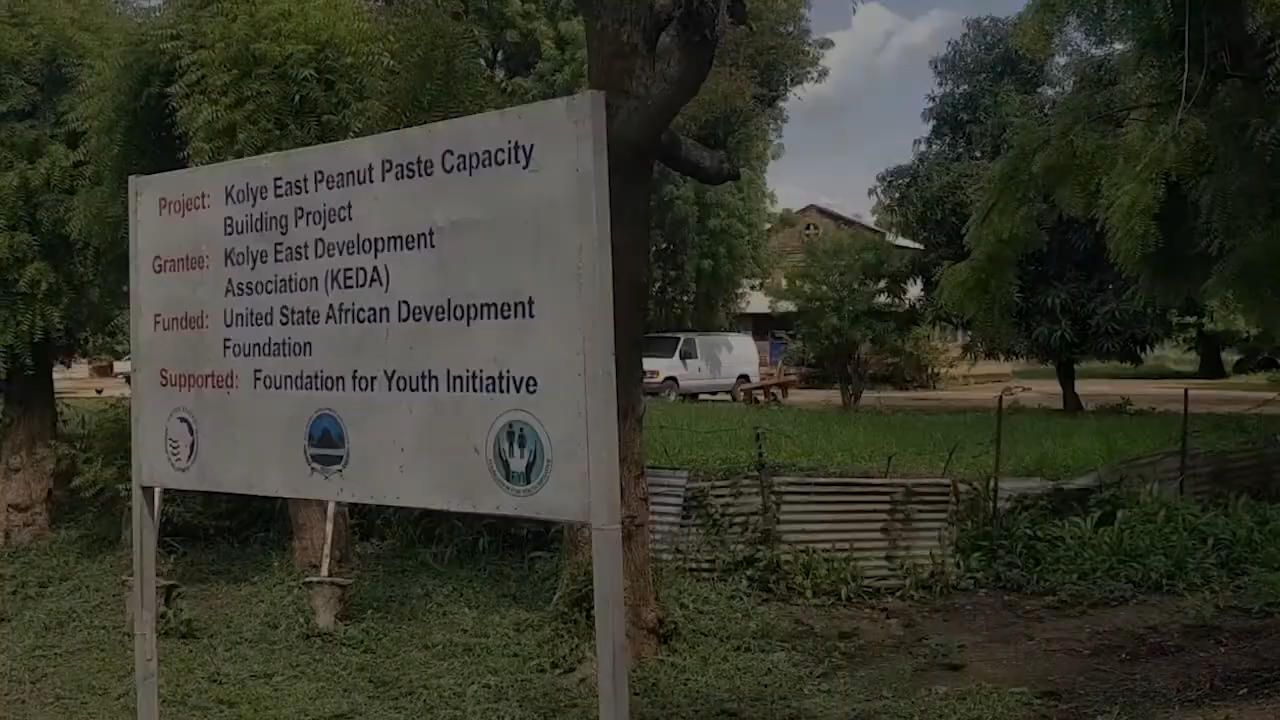 Project: Kolye East Peanut Paste Capacity
Building Project
Grantee: Kolye East Development
Association (KEDA)
Funded: United State African Development
Foundation
Supported: Foundation for Youth Initiative